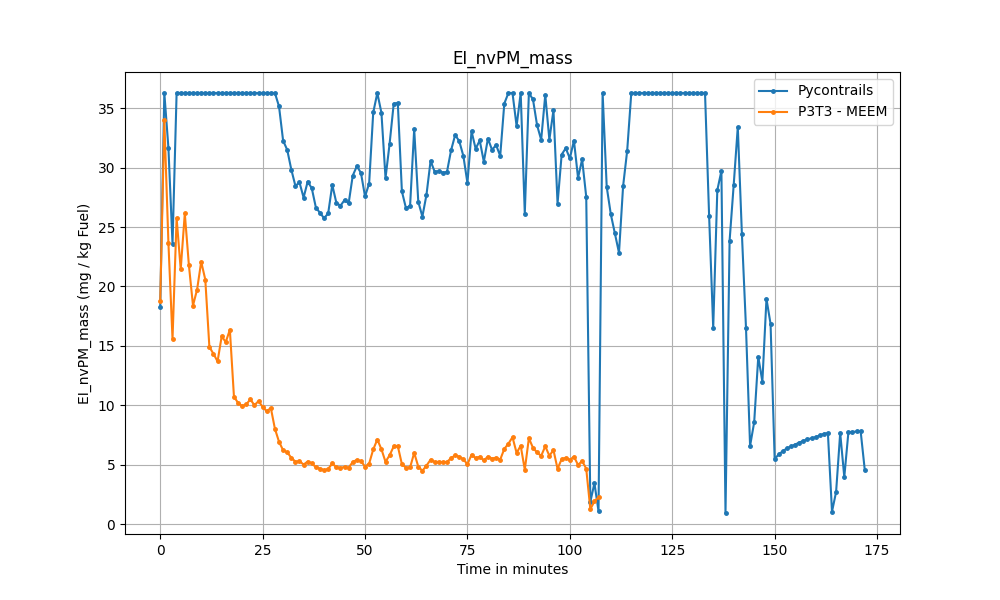 EI_nvPM_mass
Pycontrails
P3T3 - MEEM
EI_nvPM_mass (mg / kg Fuel)
35
30
25
20
15
10
5
0
0 25 50 75 100 125 150 175
Time in minutes